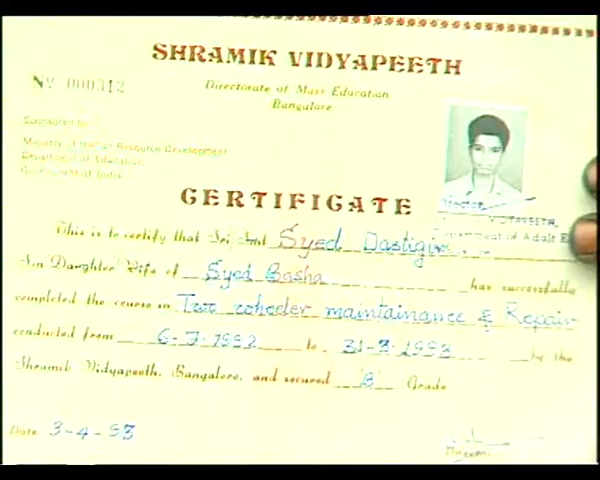 SHRAMIK VIDYAPEETH
Nº 000312
Directorate of Mass Education
Bangalore
Sponsored by:
Ministry of Human Resource Development
Department of Education
Government of India
CERTIFICATE
This is to certify that Sri/Smt Syed Dastigir
Son Daughter Wife of Syed Basha has successfully
completed the course in Two wheeler maintainance & Repair
conducted from 6-7-1992 to 31-3-1993 by the
Shramik Vidyapeeth, Bangalore, and secured 'B' Grade
Date 3-4-93